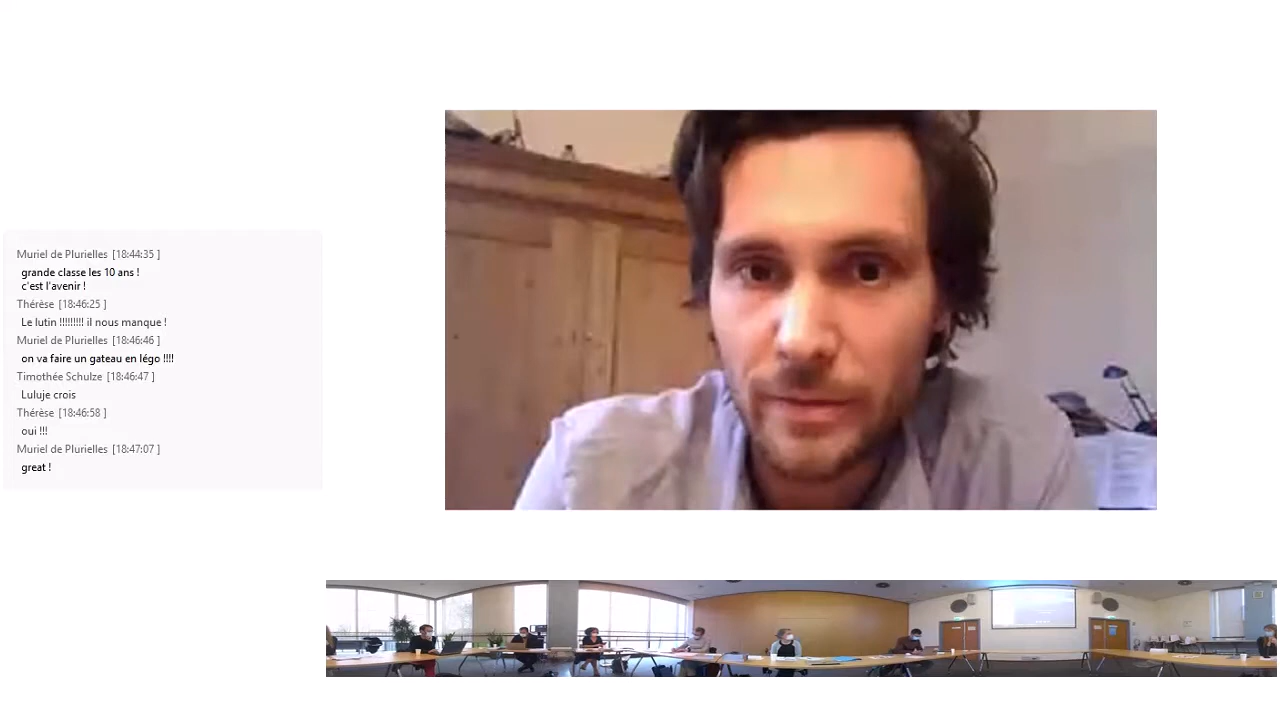 Muriel de Plurielles [18:44:35 ]
grande classe les 10 ans !
c'est l'avenir !
Thérèse [18:46:25 ]
Le lutin !!!!!!!!! il nous manque !
Muriel de Plurielles [18:46:46 ]
on va faire un gateau en légo !!!!
Timothée Schulze [18:46:47 ]
Luluje crois
Thérèse [18:46:58 ]
oui !!!
Muriel de Plurielles [18:47:07 ]
great !